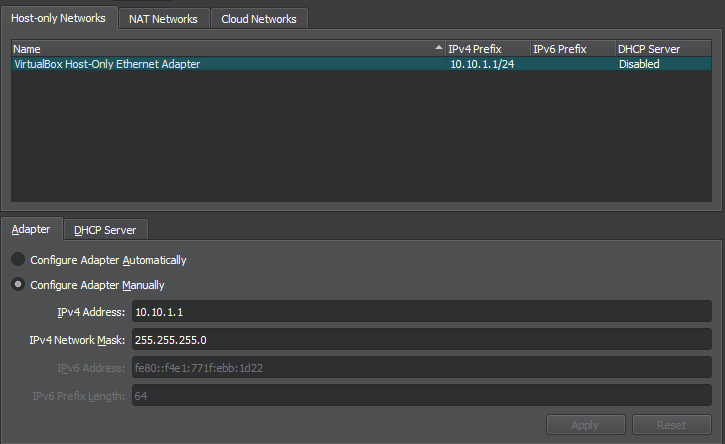 Host-only Networks NAT Networks Cloud Networks
Name IPv4 Prefix IPv6 Prefix DHCP Server
VirtualBox Host-Only Ethernet Adapter 10.10.1.1/24 Disabled
Adapter DHCP Server
Configure Adapter Automatically
Configure Adapter Manually
IPv4 Address: 10.10.1.1
IPv4 Network Mask: 255.255.255.0
IPv6 Address: fe80::f4e1:771f:ebb:1d22
IPv6 Prefix Length: 64
Apply Reset